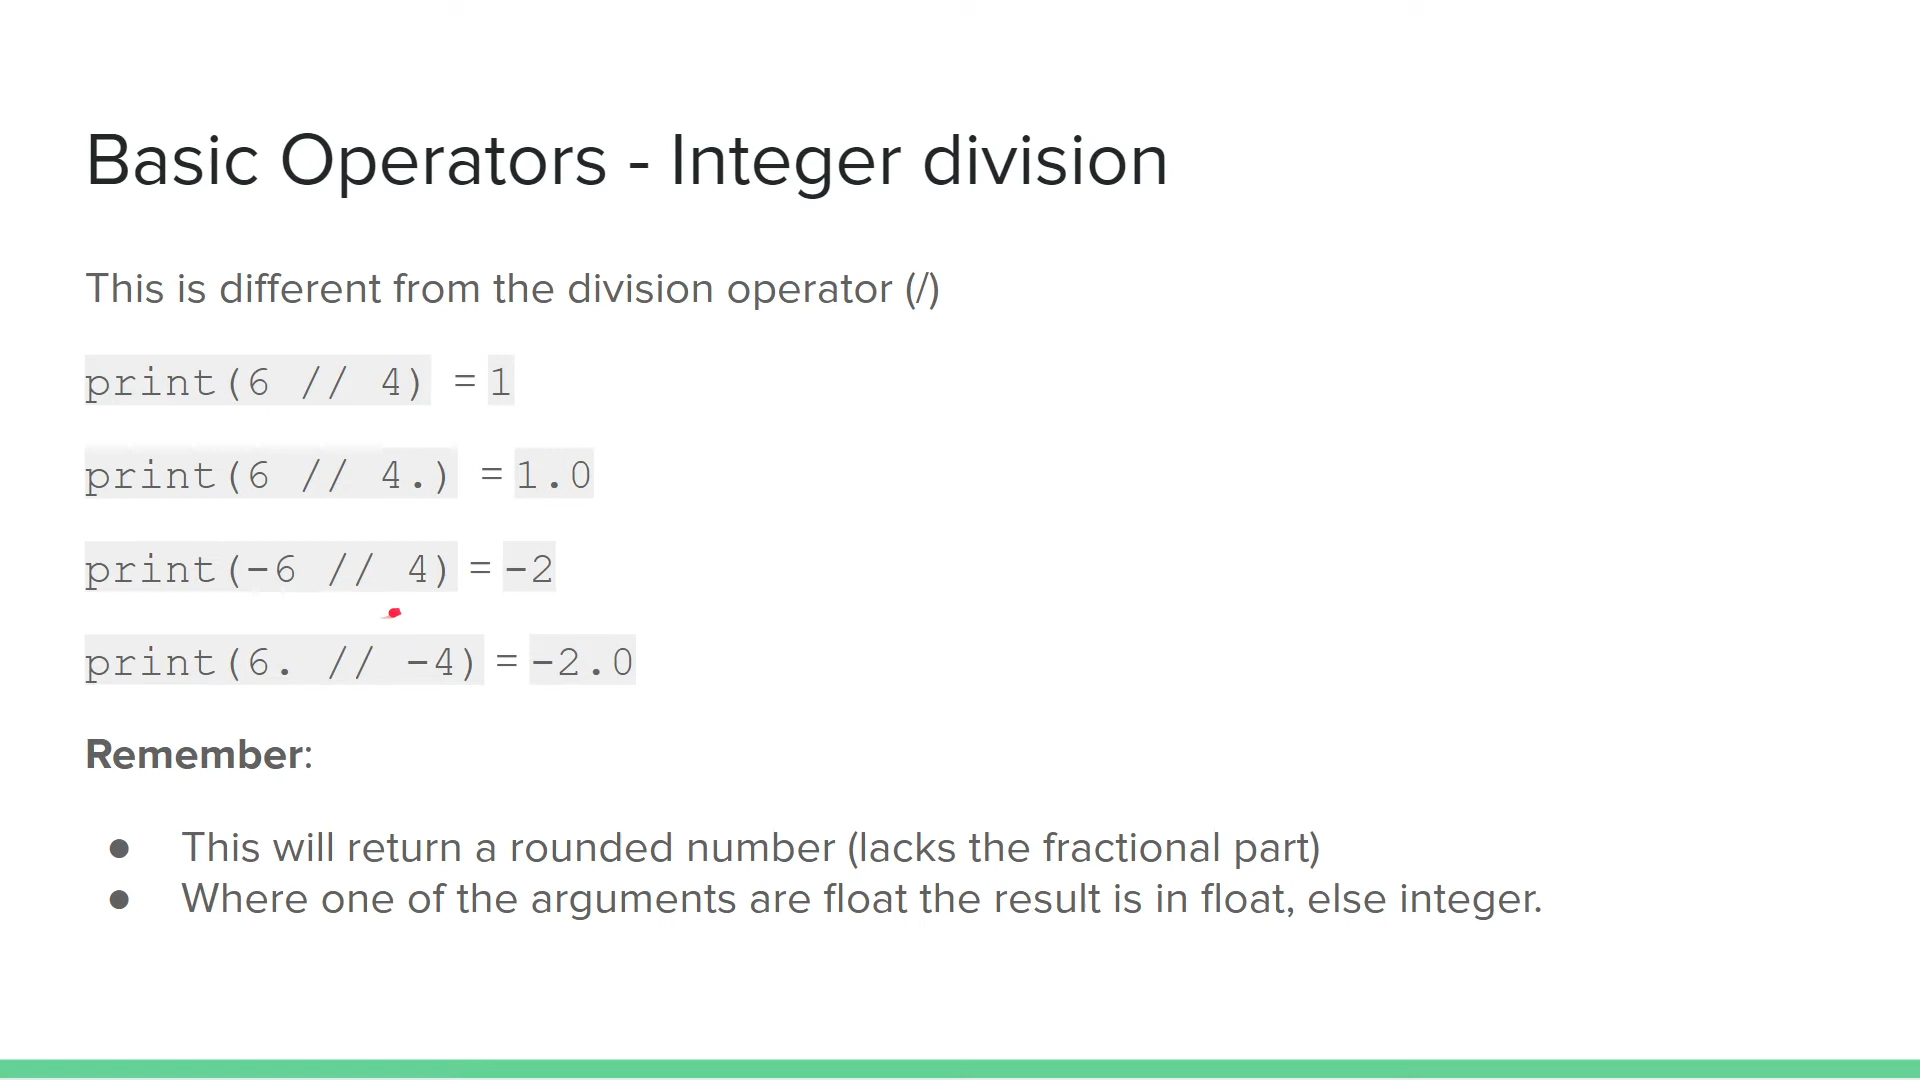 Basic Operators - Integer division
This is different from the division operator (/)
print(6 // 4) = 1
print(6 // 4.) = 1.0
print(-6 // 4) = -2
print(6. // -4) = -2.0
Remember:
● This will return a rounded number (lacks the fractional part)
● Where one of the arguments are float the result is in float, else integer.